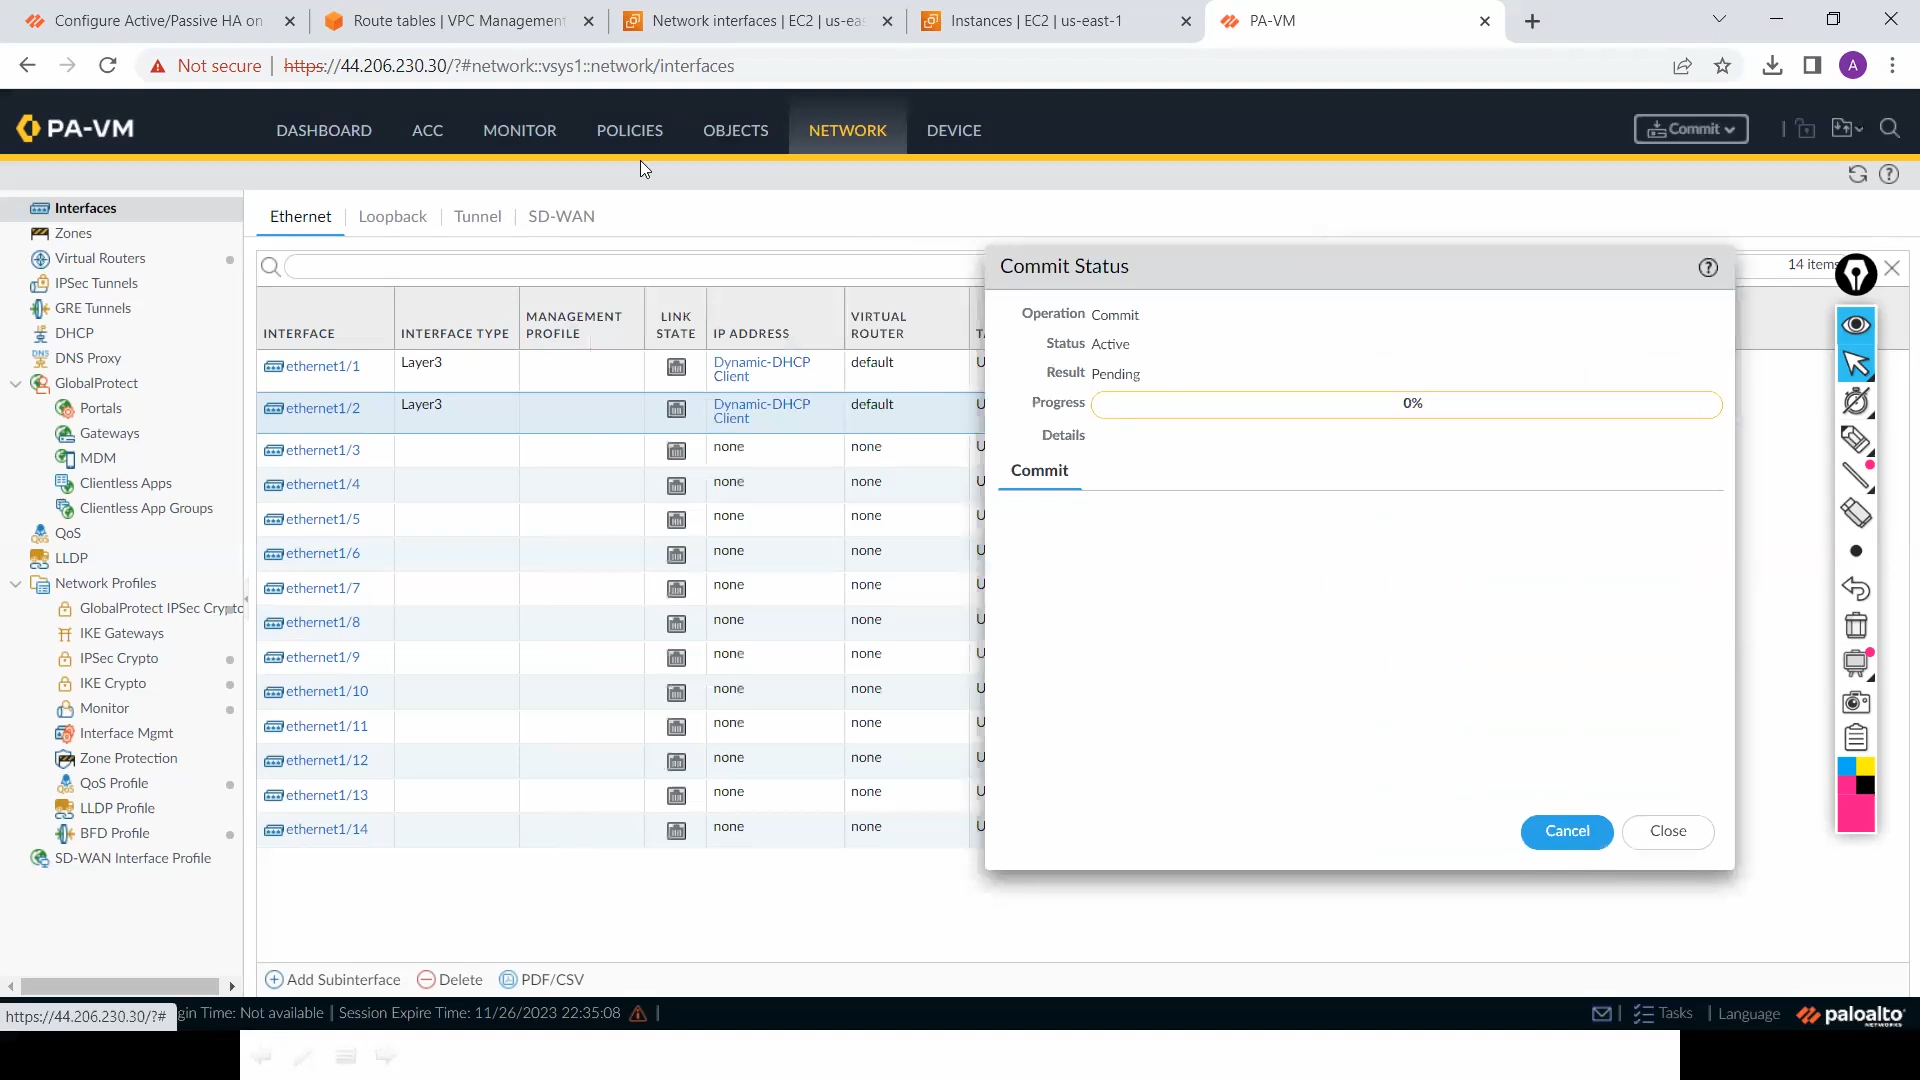 Configure Active/Passive HA on
Route tables | VPC Management
Network interfaces | EC2 | us-eas
Instances | EC2 | us-east-1
PA-VM
Not secure
https://44.206.230.30/?#network::vsys1::network/interfaces
A
PA-VM
DASHBOARD
ACC
MONITOR
POLICIES
OBJECTS
NETWORK
DEVICE
Commit
Interfaces
Zones
Virtual Routers
IPSec Tunnels
GRE Tunnels
DHCP
DNS Proxy
GlobalProtect
Portals
Gateways
MDM
Clientless Apps
Clientless App Groups
QoS
LLDP
Network Profiles
GlobalProtect IPSec Crypto
IKE Gateways
IPSec Crypto
IKE Crypto
Monitor
Interface Mgmt
Zone Protection
QoS Profile
LLDP Profile
BFD Profile
SD-WAN Interface Profile
Ethernet
Loopback
Tunnel
SD-WAN
14 items
INTERFACE
INTERFACE TYPE
MANAGEMENT
PROFILE
LINK
STATE
IP ADDRESS
VIRTUAL
ROUTER
ethernet1/1 Layer3 Dynamic-DHCP default U
Client
ethernet1/2 Layer3 Dynamic-DHCP default U
Client
ethernet1/3 none none U
ethernet1/4 none none U
ethernet1/5 none none U
ethernet1/6 none none U
ethernet1/7 none none U
ethernet1/8 none none U
ethernet1/9 none none U
ethernet1/10 none none U
ethernet1/11 none none U
ethernet1/12 none none U
ethernet1/13 none none U
ethernet1/14 none none U
Commit Status
Operation Commit
Status Active
Result Pending
Progress 0%
Details
Commit
Cancel
Close
Add Subinterface
Delete
PDF/CSV
https://44.206.230.30/?#
gin Time: Not available | Session Expire Time: 11/26/2023 22:35:08 |
Tasks | Language
paloalto
NETWORKS